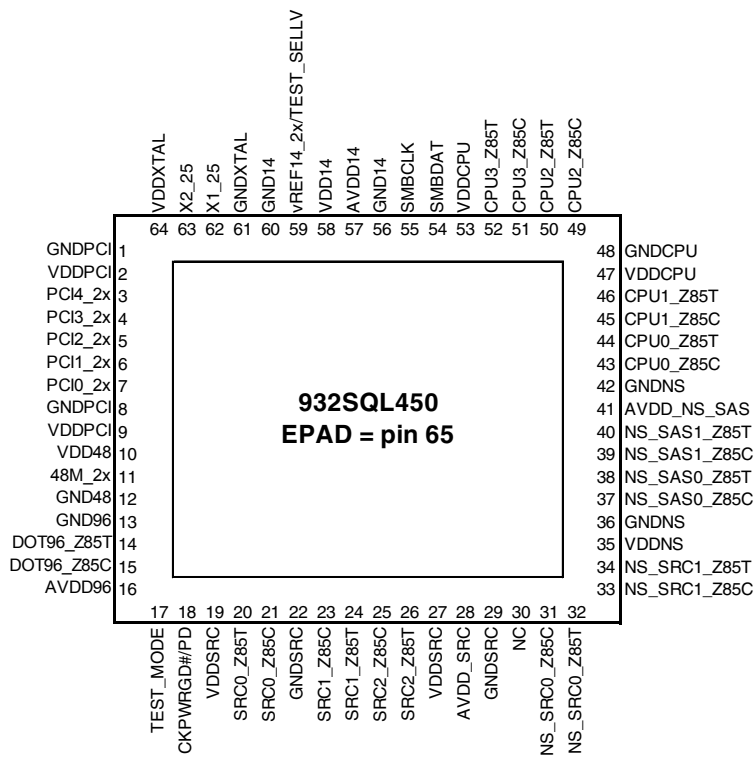 VDDXTAL
X2_25
X1_25
GNDXTAL
GND14
vREF14_2x/TEST_SELLV
VDD14
AVDD14
GND14
SMBCLK
SMBDAT
VDDCPU
CPU3_Z85T
CPU3_Z85C
CPU2_Z85T
CPU2_Z85C
64 63 62 61 60 59 58 57 56 55 54 53 52 51 50 49
GNDPCI 1
VDDPCI 2
PCI4_2x 3
PCI3_2x 4
PCI2_2x 5
PCI1_2x 6
PCI0_2x 7
GNDPCI 8
VDDPCI 9
VDD48 10
48M_2x 11
GND48 12
GND96 13
DOT96_Z85T 14
DOT96_Z85C 15
AVDD96 16
932SQL450
EPAD = pin 65
48 GNDCPU
47 VDDCPU
46 CPU1_Z85T
45 CPU1_Z85C
44 CPU0_Z85T
43 CPU0_Z85C
42 GNDNS
41 AVDD_NS_SAS
40 NS_SAS1_Z85T
39 NS_SAS1_Z85C
38 NS_SAS0_Z85T
37 NS_SAS0_Z85C
36 GNDNS
35 VDDNS
34 NS_SRC1_Z85T
33 NS_SRC1_Z85C
17 18 19 20 21 22 23 24 25 26 27 28 29 30 31 32
TEST_MODE
CKPWRGD#/PD
VDDSRC
SRC0_Z85T
SRC0_Z85C
GNDSRC
SRC1_Z85C
SRC1_Z85T
SRC2_Z85C
SRC2_Z85T
VDDSRC
AVDD_SRC
GNDSRC
NC
NS_SRC0_Z85C
NS_SRC0_Z85T